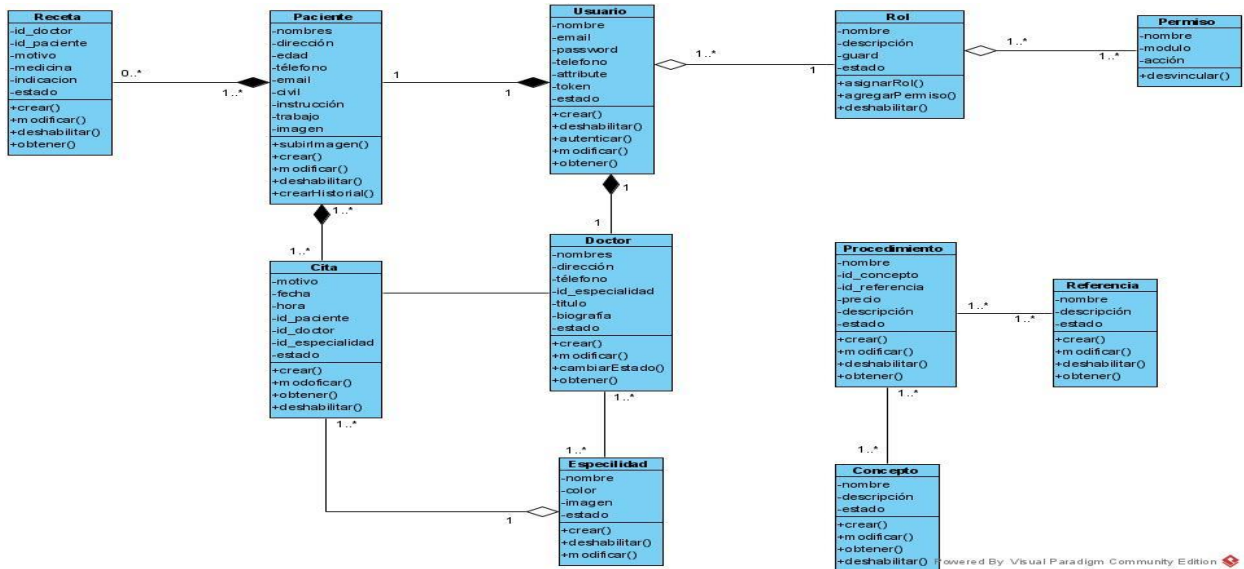 Receta
-id_doctor
-id_paciente
-motivo
-medicina
-indicacion
-estado
+crear()
+modificar()
+deshabilitar()
+obtener()
0..*
1..*
Paciente
-nombres
-dirección
-edad
-télefono
-email
-civil
-instrucción
-trabajo
-imagen
+subirImagen()
+crear()
+modificar()
+deshabilitar()
+crearHistorial()
1
1
Usuario
-nombre
-email
-password
-telefono
-attribute
-token
-estado
+crear()
+deshabilitar()
+autenticar()
+modificar()
+obtener()
1..*
1
Rol
-nombre
-descripción
-guard
-estado
+asignarRol()
+agregarPermiso()
+deshabilitar()
1..*
1..*
Permiso
-nombre
-modulo
-acción
+desvincular()
1..*
1..*
1
1
Cita
-motivo
-fecha
-hora
-id_paciente
-id_doctor
-id_especialidad
-estado
+crear()
+modoficar()
+obtener()
+deshabilitar()
Doctor
-nombres
-dirección
-télefono
-id_especialidad
-titulo
-biografía
-estado
+crear()
+modificar()
+cambiarEstado()
+obtener()
Procedimiento
-nombre
-id_concepto
-id_referencia
-precio
-descripción
-estado
+crear()
+modificar()
+deshabilitar()
+obtener()
1..*
1..*
Referencia
-nombre
-descripción
-estado
+crear()
+modificar()
+deshabilitar()
+obtener()
1..*
1..*
1..*
1..*
1..*
1
Especilidad
-nombre
-color
-imagen
-estado
+crear()
+deshabilitar()
+modificar()
1..*
Concepto
-nombre
-descripción
-estado
+crear()
+modificar()
+obtener()
+deshabilitar()
Powered By Visual Paradigm Community Edition